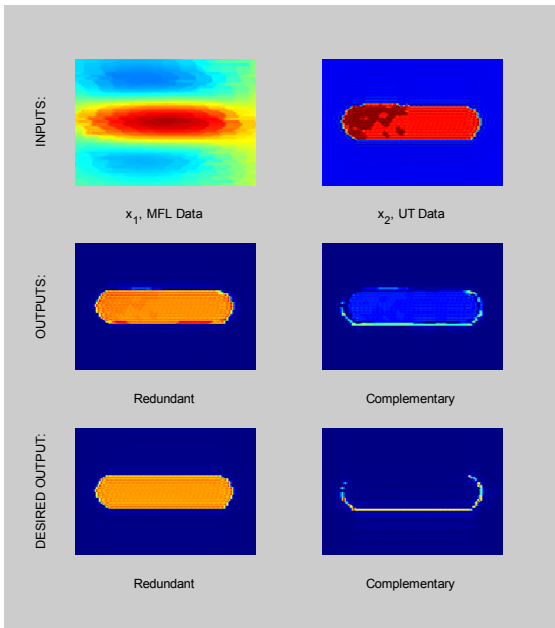 INPUTS:
x1, MFL Data
x2, UT Data
OUTPUTS:
Redundant
Complementary
DESIRED OUTPUT:
Redundant
Complementary